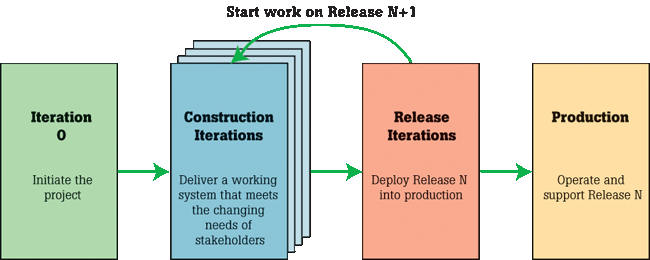 Start work on Release N+1
Iteration
0
Initiate the
project
Construction
Iterations
Deliver a working
system that meets
the changing
needs of
stakeholders
Release
Iterations
Deploy Release N
into production
Production
Operate and
support Release N